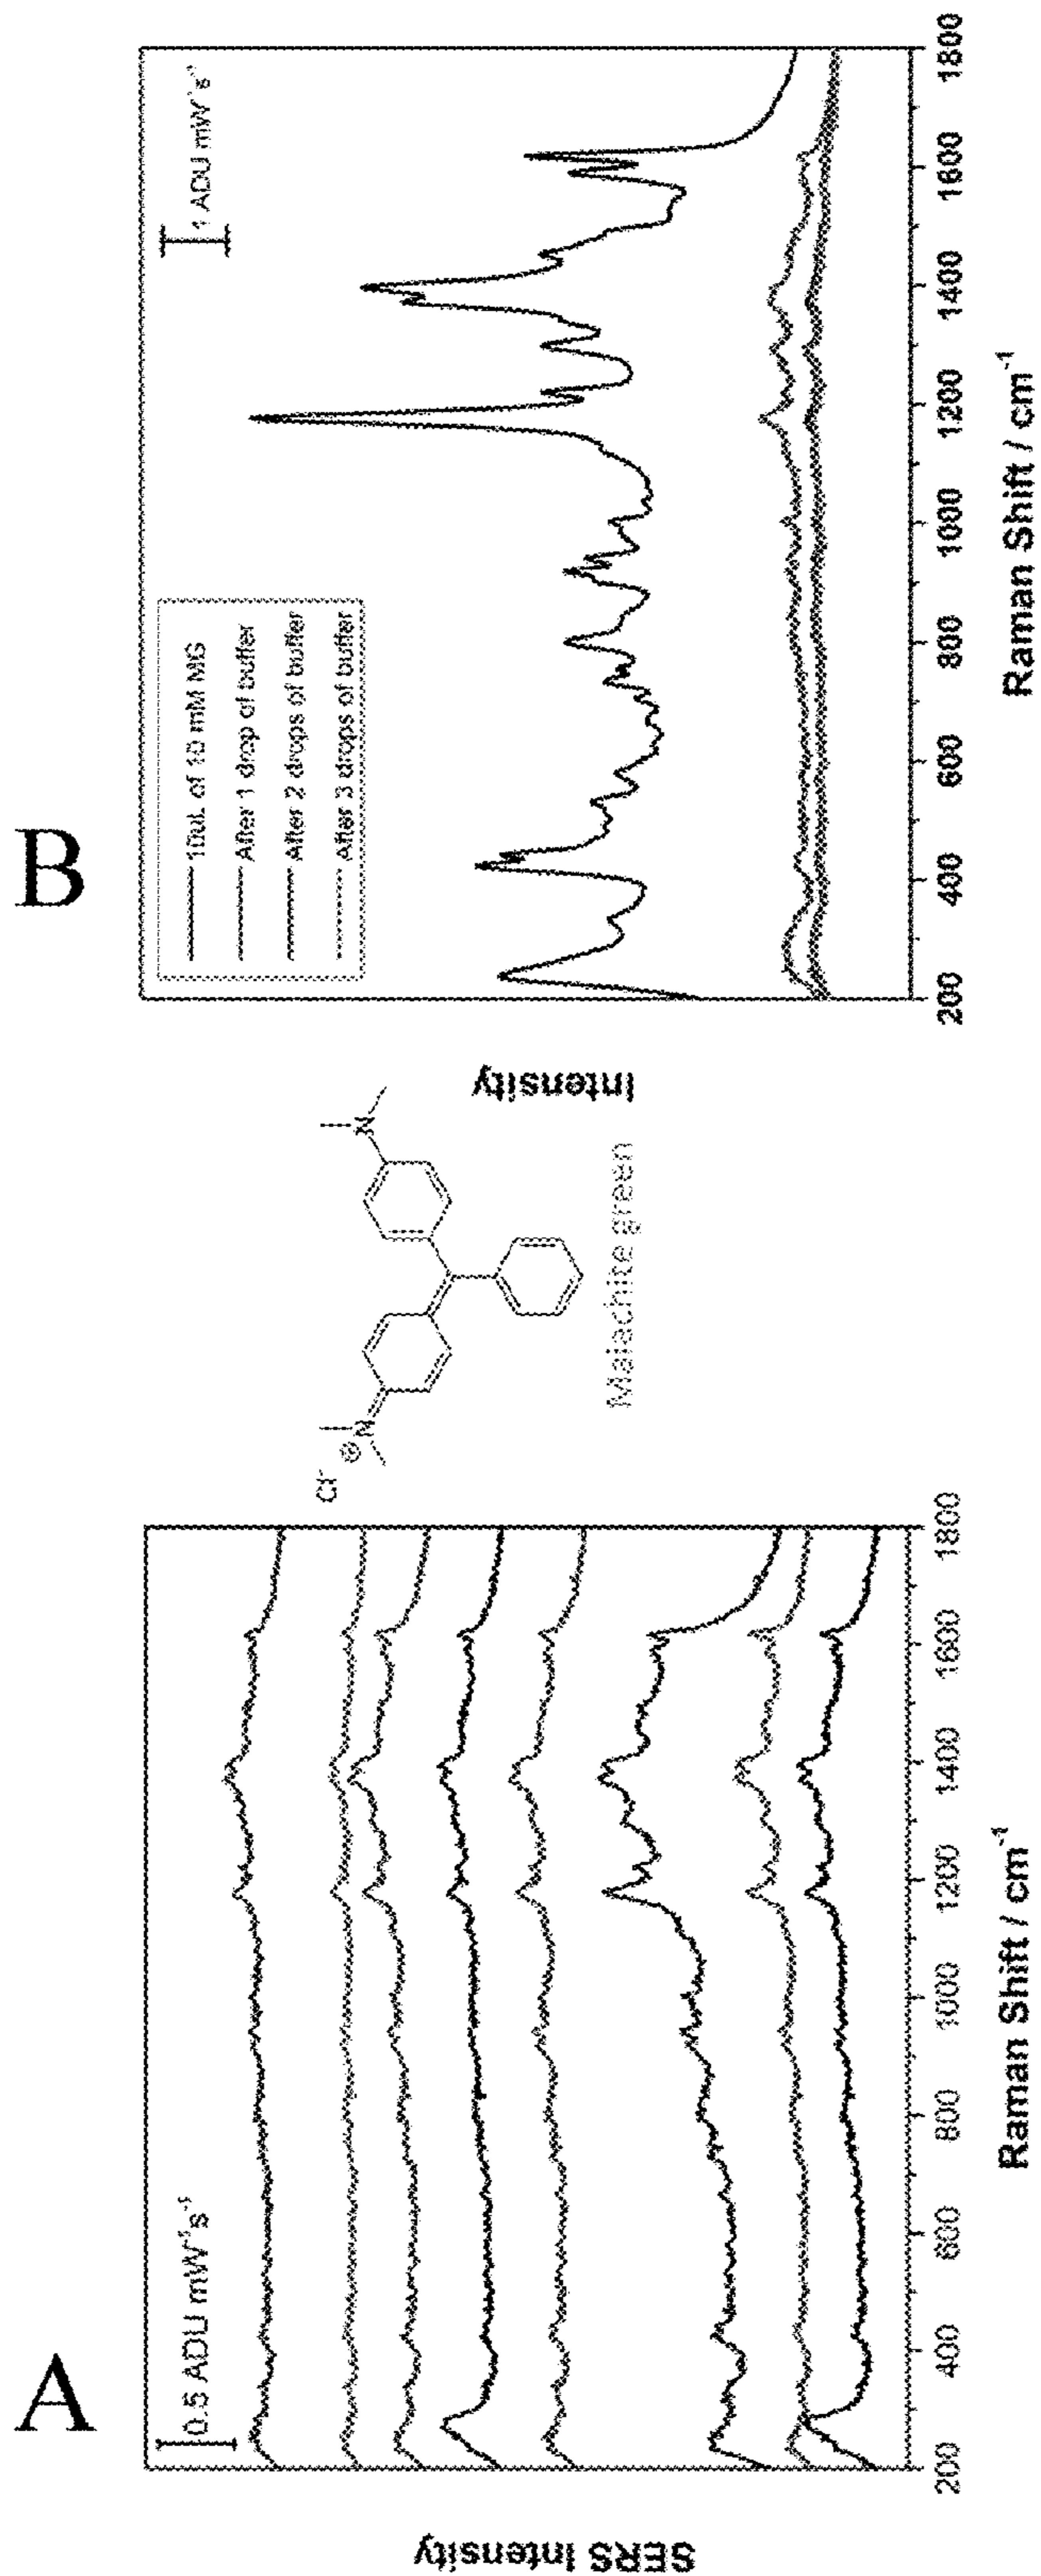 A
SERS Intensity
0.5 ADU mW⁻¹s⁻¹
200 400 600 800 1000 1200 1400 1600 1800
Raman Shift / cm⁻¹
Cl⁻
N
⊕
N
Malachite green
B
Intensity
10uL of 10 mM MG
After 1 drop of buffer
After 2 drops of buffer
After 3 drops of buffer
1 ADU mW⁻¹s⁻¹
200 400 600 800 1000 1200 1400 1600 1800
Raman Shift / cm⁻¹